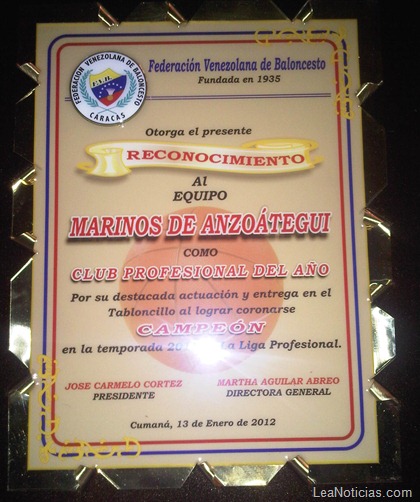 FEDERACIÓN VENEZOLANA DE BALONCESTO
F.V.B.
CARACAS
Federación Venezolana de Baloncesto
Fundada en 1935
Otorga el presente
RECONOCIMIENTO
Al
EQUIPO
MARINOS DE ANZOÁTEGUI
COMO
CLUB PROFESIONAL DEL AÑO
Por su destacada actuación y entrega en el
Tabloncillo al lograr coronarse
CAMPEÓN
en la temporada La Liga Profesional.
JOSE CARMELO CORTEZ
PRESIDENTE
MARTHA AGUILAR ABREO
DIRECTORA GENERAL
Cumaná, 13 de Enero de 2012
LeaNoticias.com